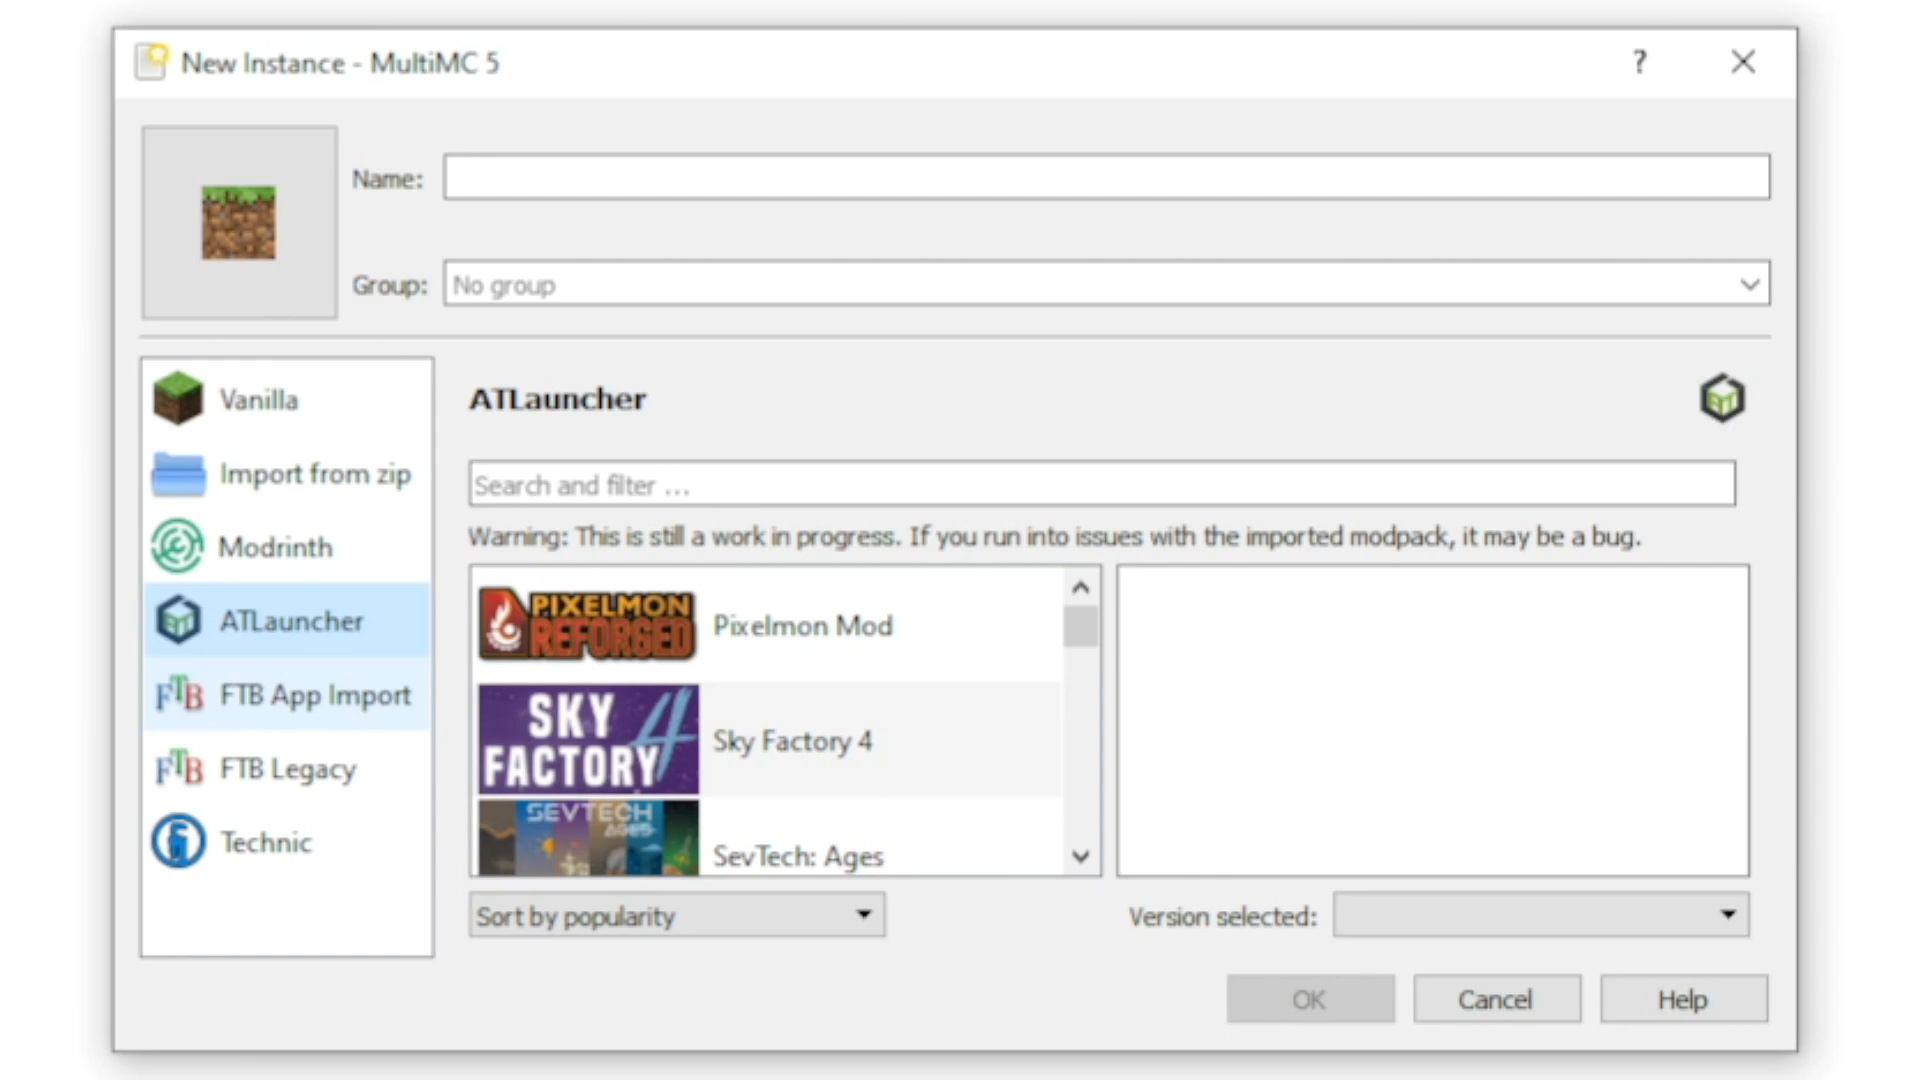 New Instance - MultiMC 5
?
Name:
Group: No group
Vanilla
Import from zip
Modrinth
ATLauncher
FTB App Import
FTB Legacy
Technic
ATLauncher
Search and filter ...
Warning: This is still a work in progress. If you run into issues with the imported modpack, it may be a bug.
PIXELMON
REFORGED
Pixelmon Mod
SKY
FACTORY
4
Sky Factory 4
SEVTECH
AGES
SevTech: Ages
Sort by popularity
Version selected:
OK
Cancel
Help